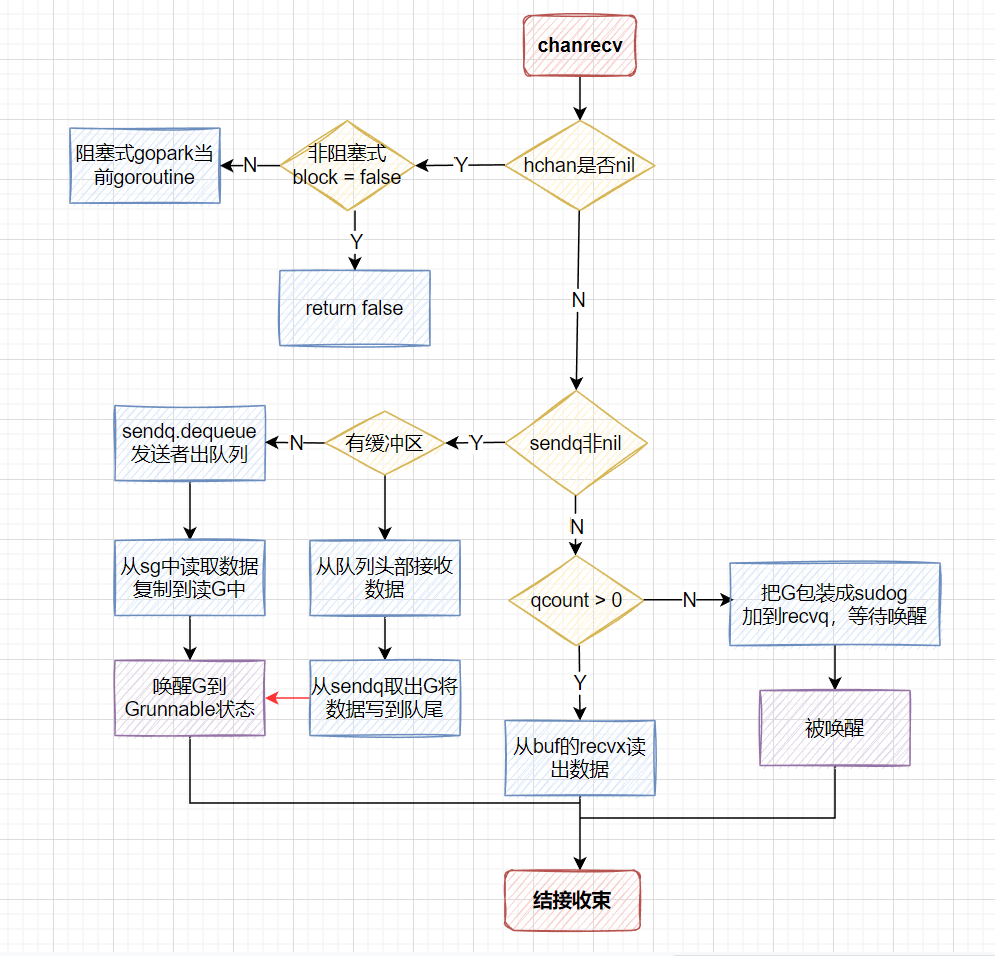 chanrecv
hchan是否nil
Y
非阻塞式
block = false
N
阻塞式gopark当
前goroutine
Y
return false
N
sendq非nil
Y
有缓冲区
N
sendq.dequeue
发送者出队列
从sg中读取数据
复制到读G中
唤醒G到
Grunnable状态
从队列头部接收
数据
从sendq取出G将
数据写到队尾
N
qcount > 0
N
把G包装成sudog
加到recvq，等待唤醒
被唤醒
Y
从buf的recvx读
出数据
结接收束